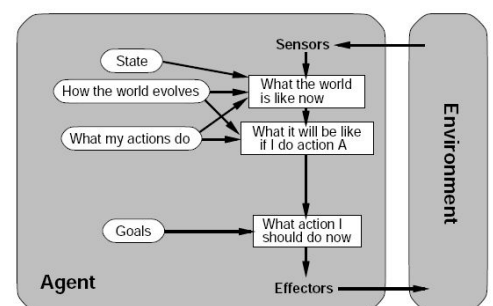 Sensors
State
How the world evolves
What the world
is like now
What my actions do
What it will be like
if I do action A
Goals
What action I
should do now
Agent
Effectors
Environment